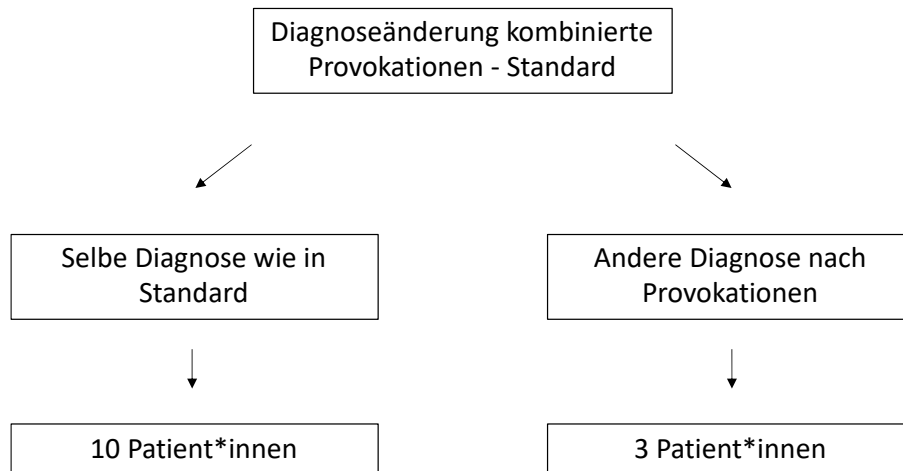 Diagnoseänderung kombinierte
Provokationen - Standard
Selbe Diagnose wie in
Standard
Andere Diagnose nach
Provokationen
10 Patient*innen
3 Patient*innen